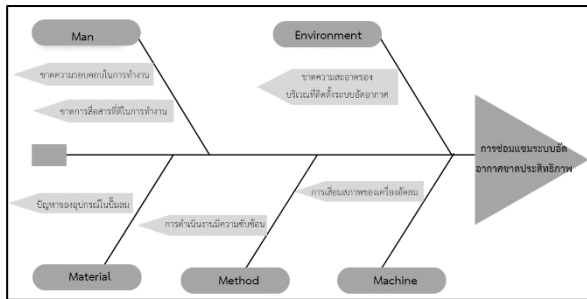 Man
Environment
ขาดความรอบคอบในการทำงาน
ขาดการสื่อสารที่ดีในการทำงาน
ขาดความสะอาดของ
บริเวณที่ติดตั้งระบบอัดอากาศ
การซ่อมแซมระบบอัด
อากาศขาดประสิทธิภาพ
ปัญหาของอุปกรณ์ในปั๊มลม
การดำเนินงานมีความซับซ้อน
การเสื่อมสภาพของเครื่องอัดลม
Material
Method
Machine